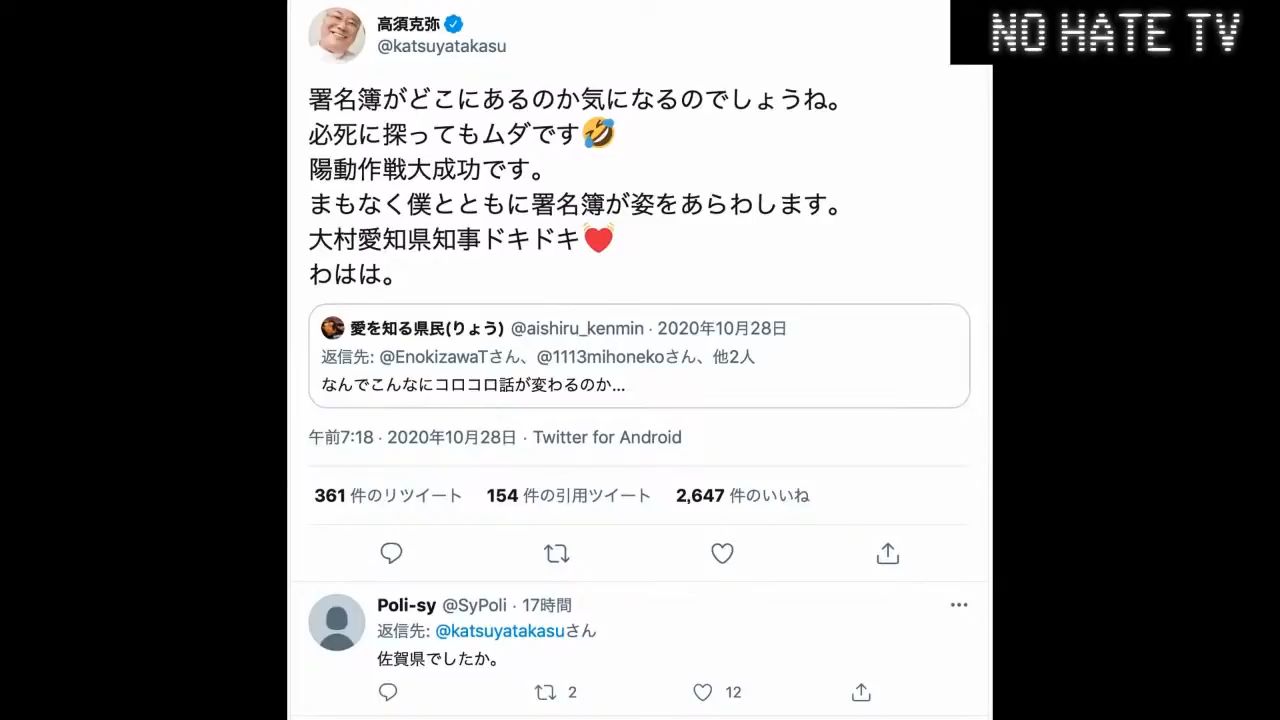 NO HATE TV
高須克弥
@katsuyatakasu
署名簿がどこにあるのか気になるのでしょうね。
必死に探ってもムダです🤣
陽動作戦大成功です。
まもなく僕とともに署名簿が姿をあらわします。
大村愛知県知事ドキドキ💓
わはは。
愛を知る県民(りょう) @aishiru_kenmin · 2020年10月28日
返信先: @EnokizawaTさん、@1113mihonekoさん、他2人
なんでこんなにコロコロ話が変わるのか...
午前7:18 · 2020年10月28日 · Twitter for Android
361 件のリツイート 154 件の引用ツイート 2,647 件のいいね
Poli-sy @SyPoli · 17時間
返信先: @katsuyatakasuさん
佐賀県でしたか。
2 12